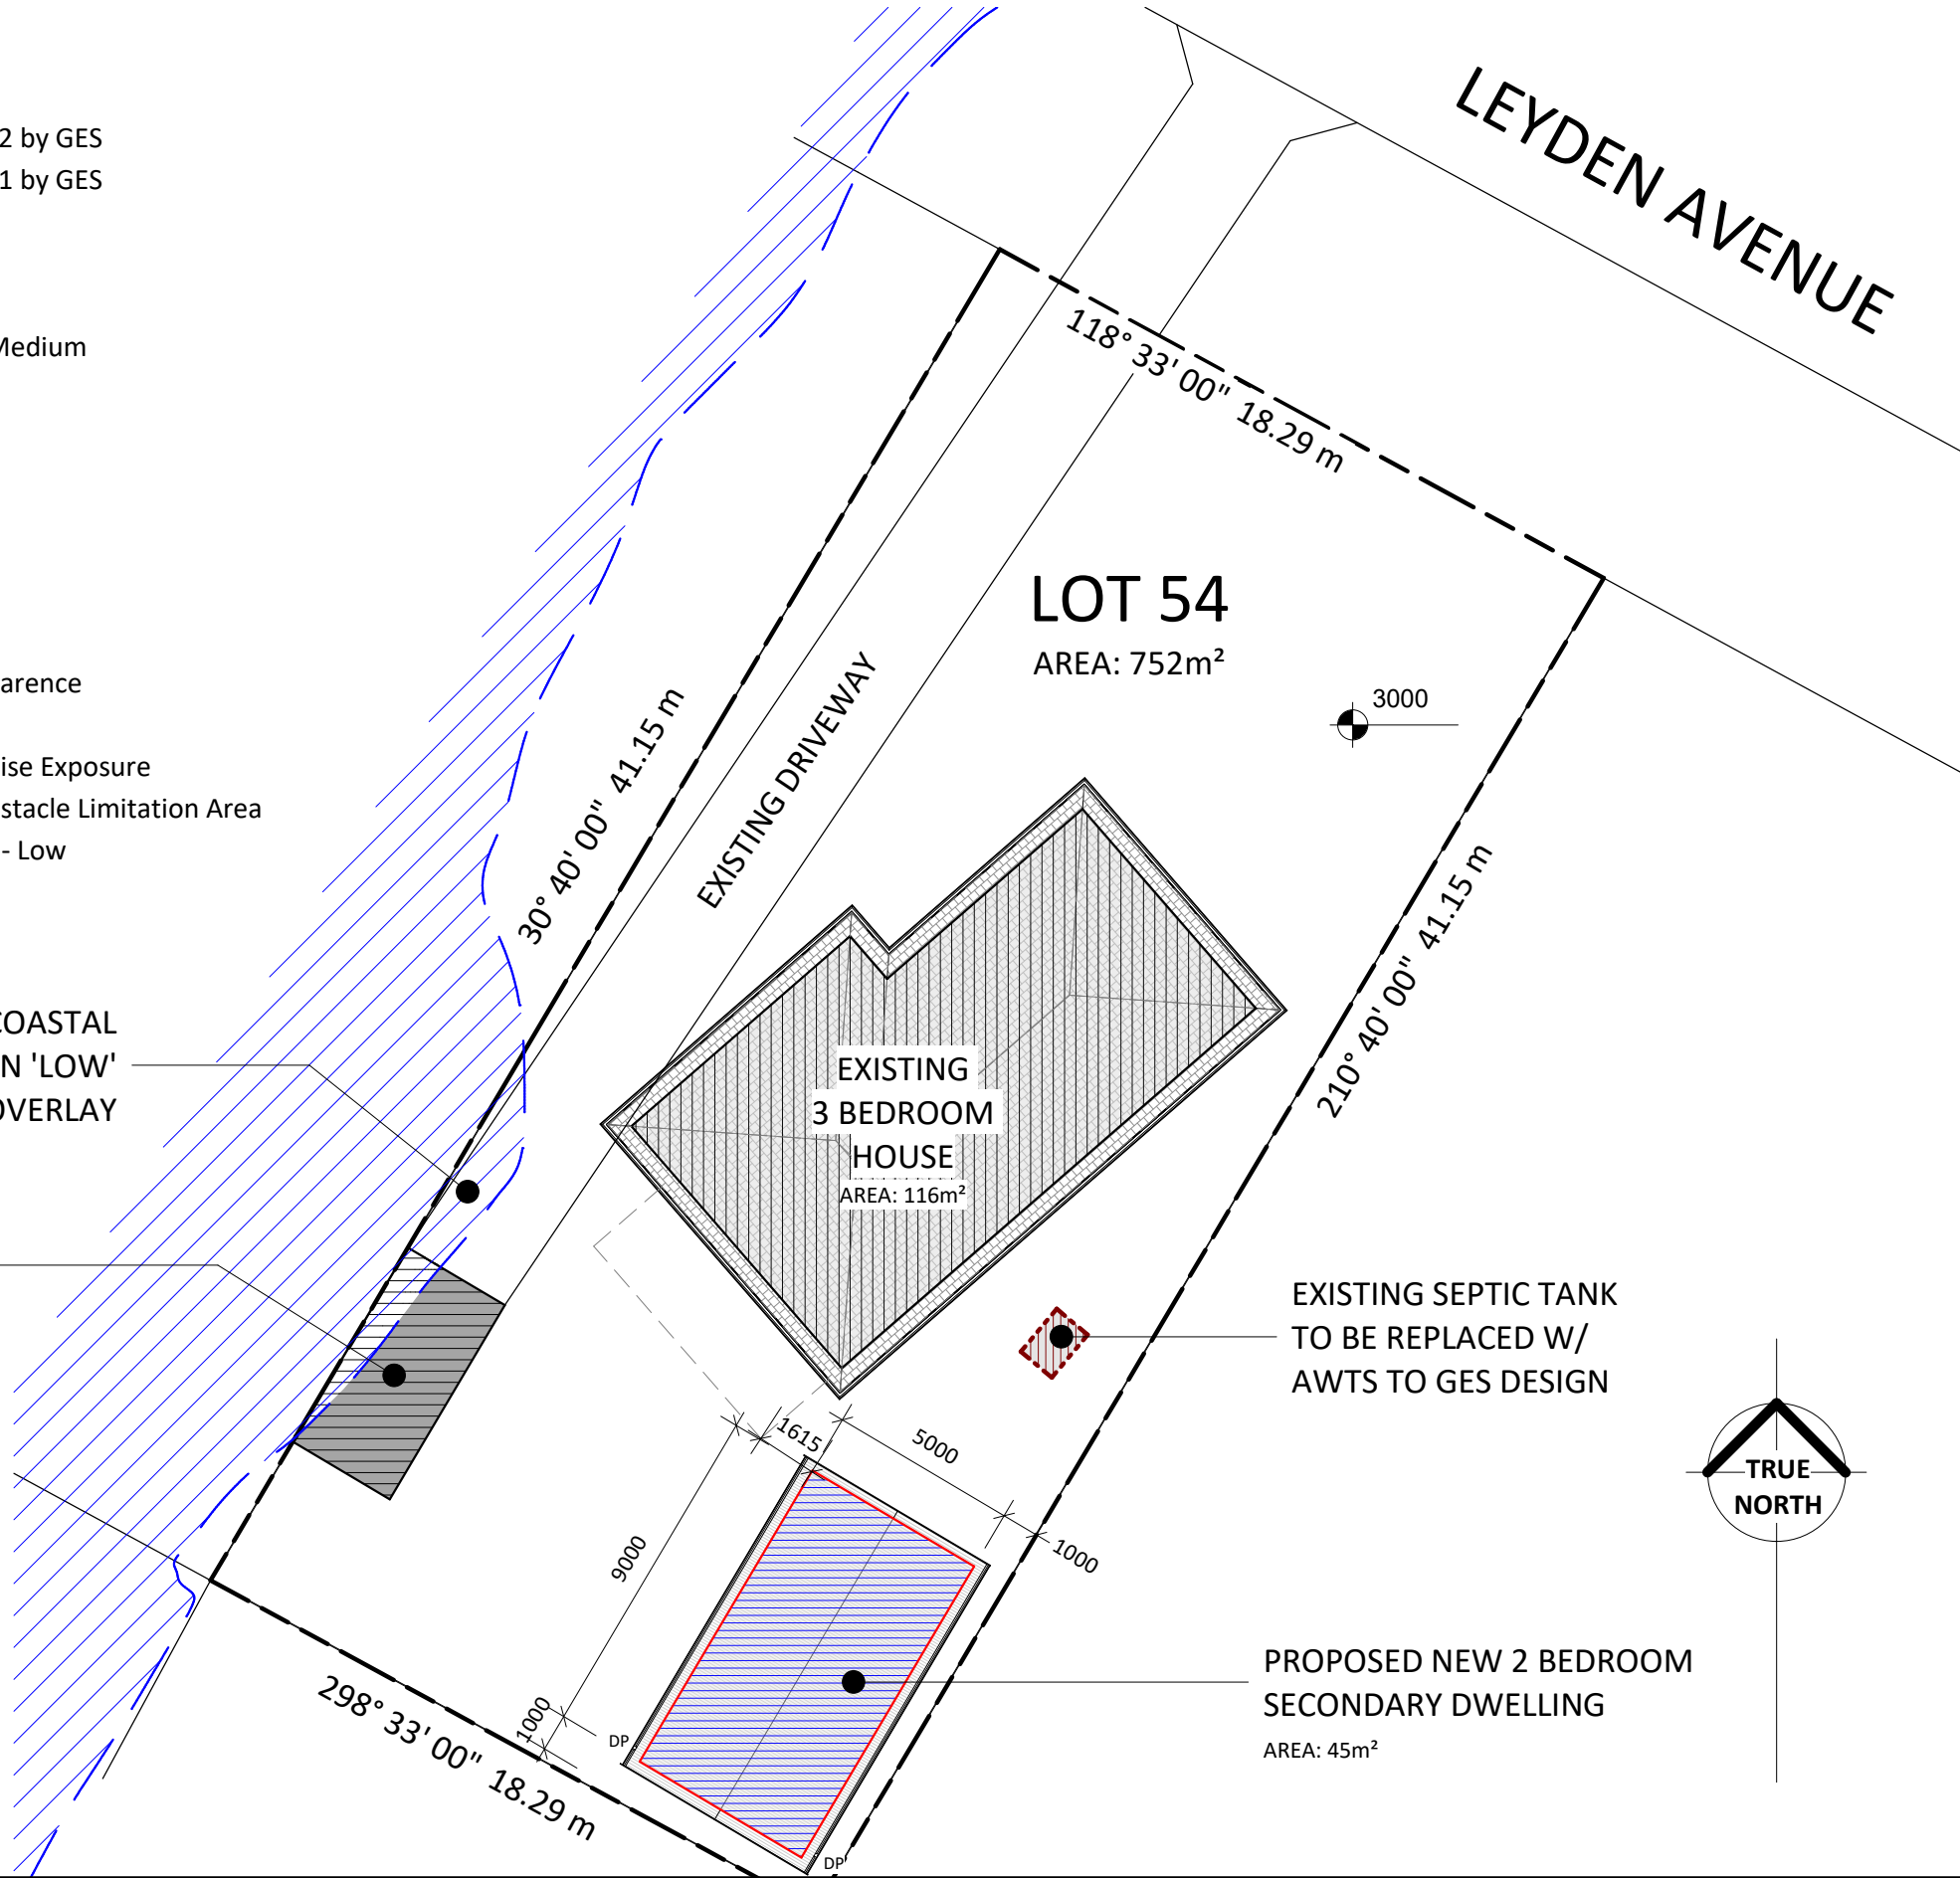 2 by GES
1 by GES
Medium
arence
ise Exposure
stacle Limitation Area
- Low
COASTAL
N 'LOW'
OVERLAY
LEYDEN AVENUE
118° 33' 00" 18.29 m
LOT 54
AREA: 752m²
3000
30° 40' 00" 41.15 m
EXISTING DRIVEWAY
210° 40' 00" 41.15 m
EXISTING
3 BEDROOM
HOUSE
AREA: 116m²
EXISTING SEPTIC TANK
TO BE REPLACED W/
AWTS TO GES DESIGN
1615
5000
1000
9000
1000
DP
DP
TRUE
NORTH
PROPOSED NEW 2 BEDROOM
SECONDARY DWELLING
AREA: 45m²
298° 33' 00" 18.29 m